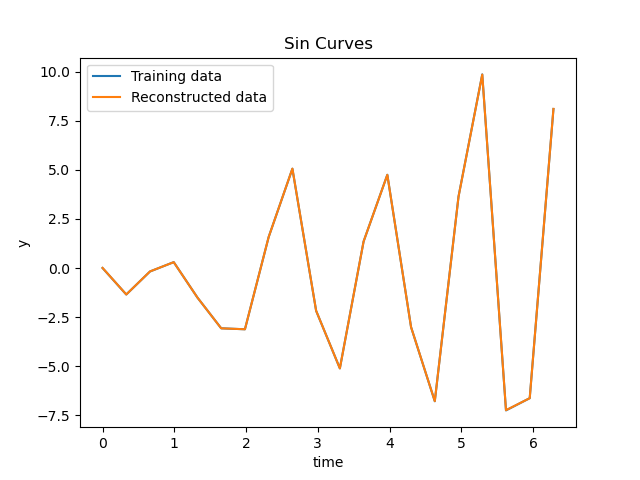 Sin Curves
Training data
Reconstructed data
10.0
7.5
5.0
2.5
0.0
−2.5
−5.0
−7.5
y
0 1 2 3 4 5 6
time